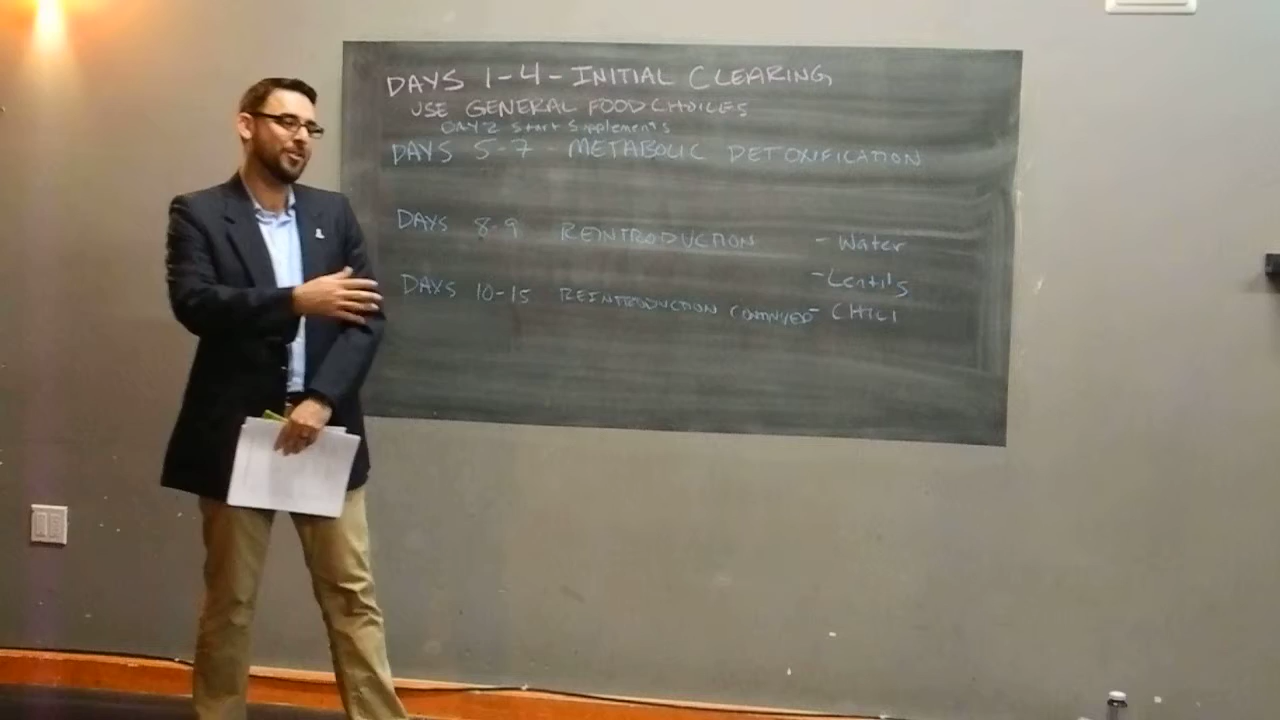 DAYS 1-4 - INITIAL CLEARING
USE GENERAL FOOD CHOICES
DAY 2 Start Supplements
DAYS 5-7 - METABOLIC DETOXIFICATION
DAYS 8-9 REINTRODUCTION - Water
- Lentils
DAYS 10-15 REINTRODUCTION CONTINUED - CHILI